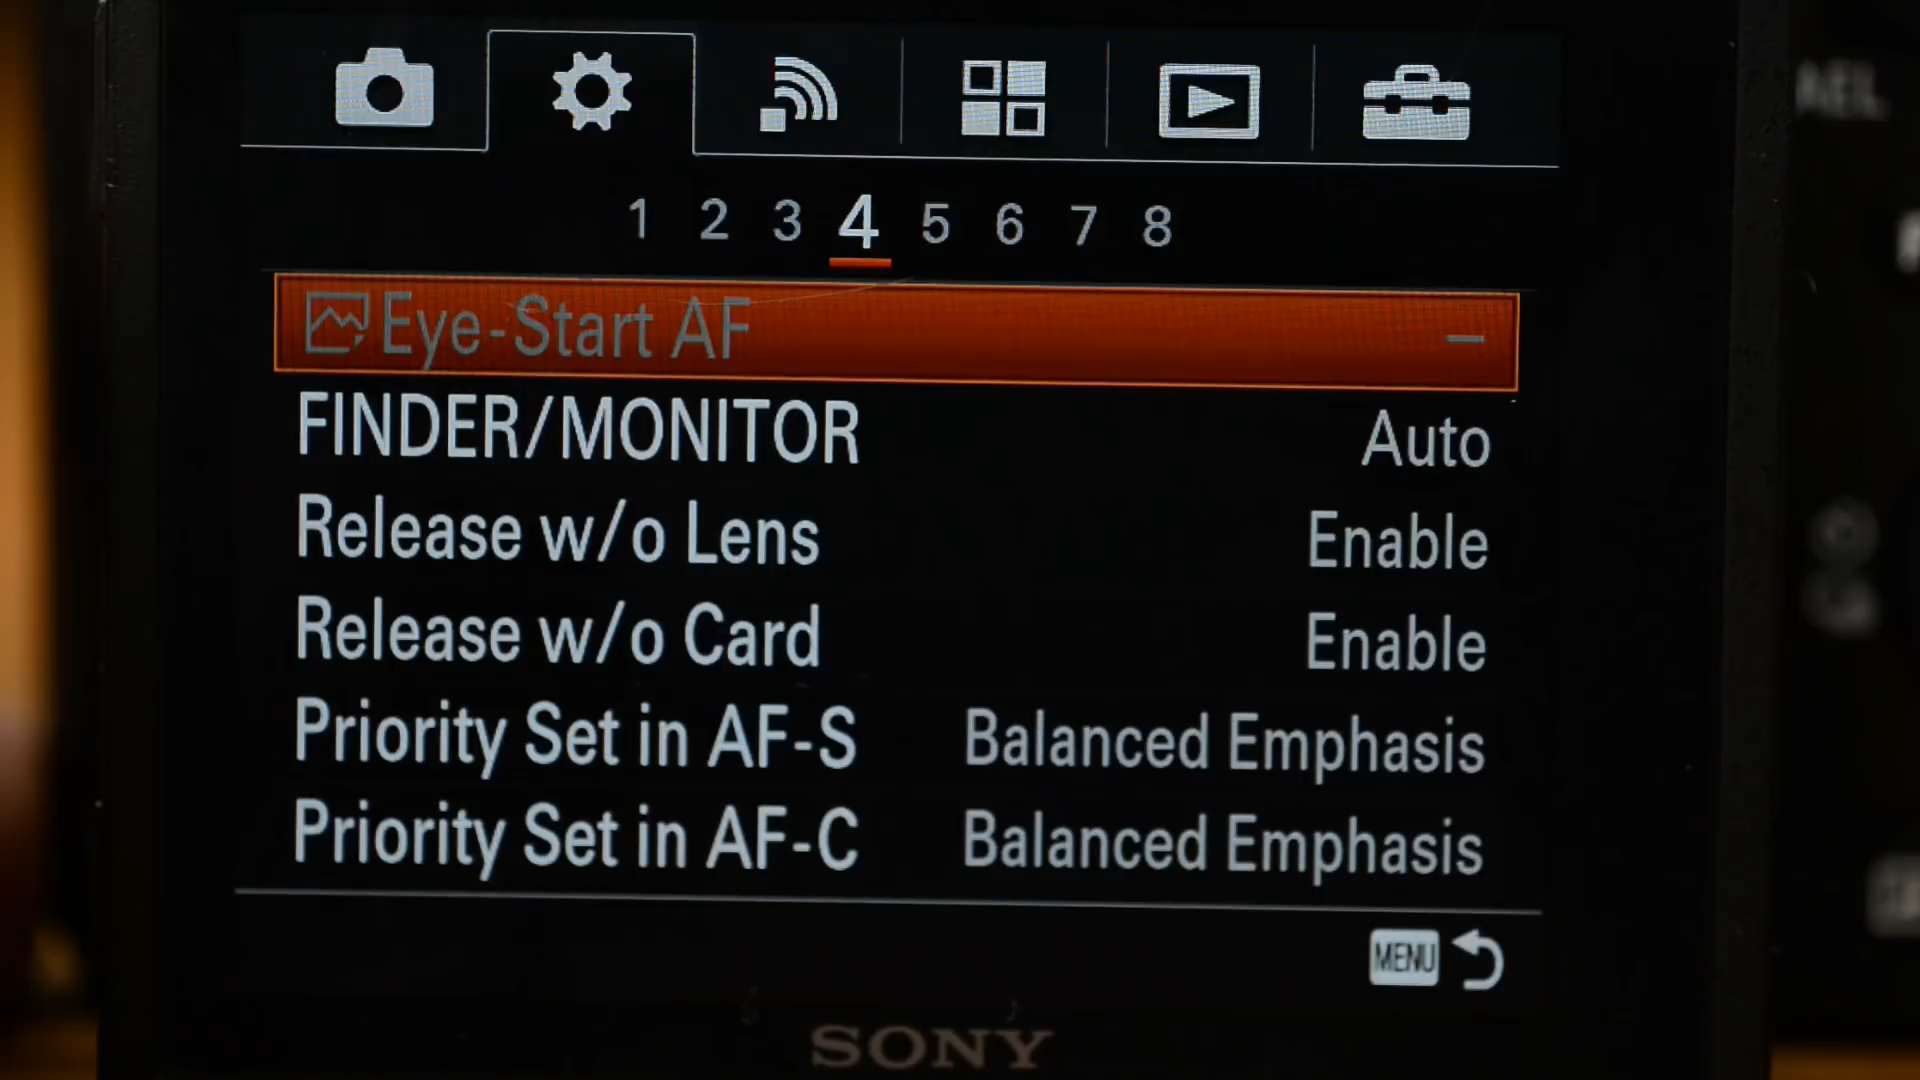 AEL
1 2 3 4 5 6 7 8
Eye-Start AF –
FINDER/MONITOR Auto
Release w/o Lens Enable
Release w/o Card Enable
Priority Set in AF-S Balanced Emphasis
Priority Set in AF-C Balanced Emphasis
MENU
SONY